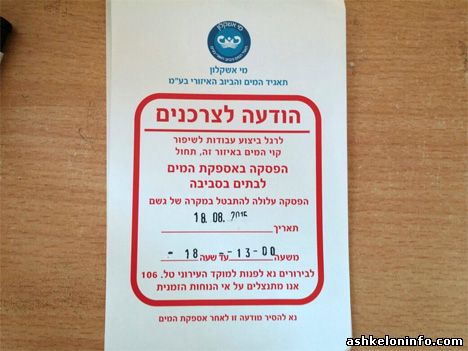 מי אשקלון
מי אשקלון
תאגיד המים והביוב האיזורי בע"מ
הודעה לצרכנים
לרגל ביצוע עבודות לשיפור
קוי המים באיזור זה, תחול
הפסקה באספקת המים
לבתים בסביבה
הפסקה עלולה להתבטל במקרה של גשם
18.08.2015
תאריך
משעה 13-00 - עד שעה 18 -
לבירורים נא לפנות למוקד העירוני טל. 106
אנו מתנצלים על אי הנוחות הזמנית
נא להסיר מודעה זו לאחר אספקת המים
ashkeloninfo.com